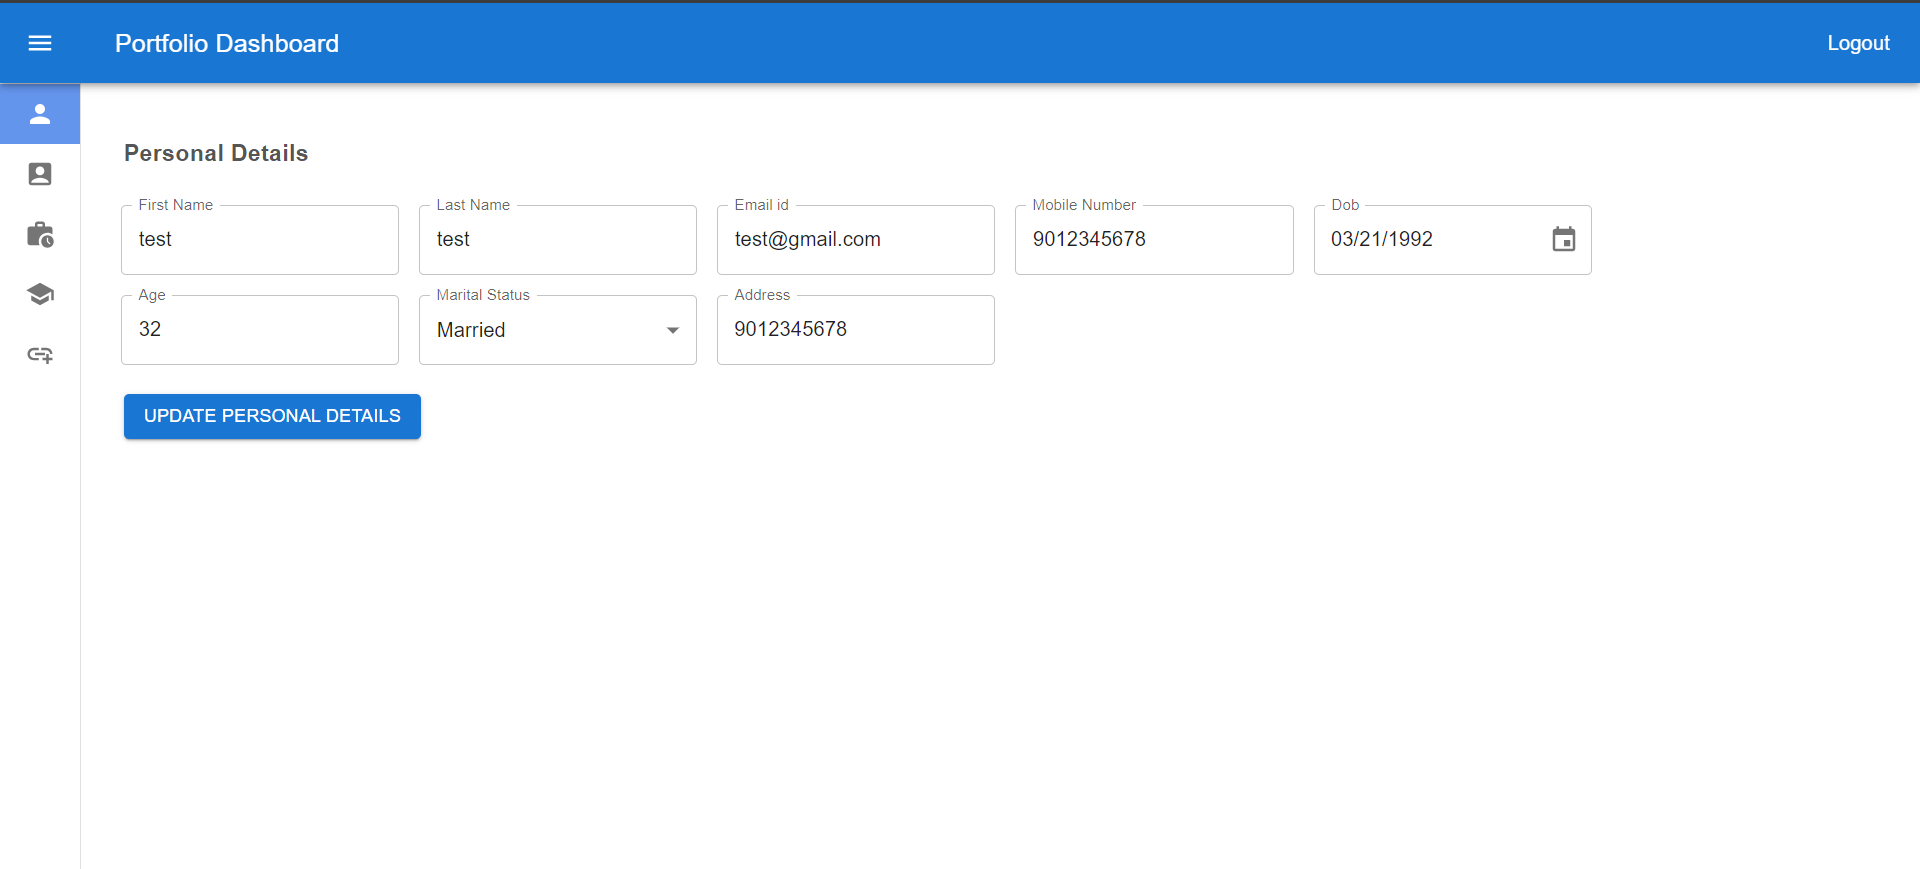 Portfolio Dashboard
Logout
Personal Details
First Name
test
Last Name
test
Email id
test@gmail.com
Mobile Number
9012345678
Dob
03/21/1992
Age
32
Marital Status
Married
Address
9012345678
UPDATE PERSONAL DETAILS